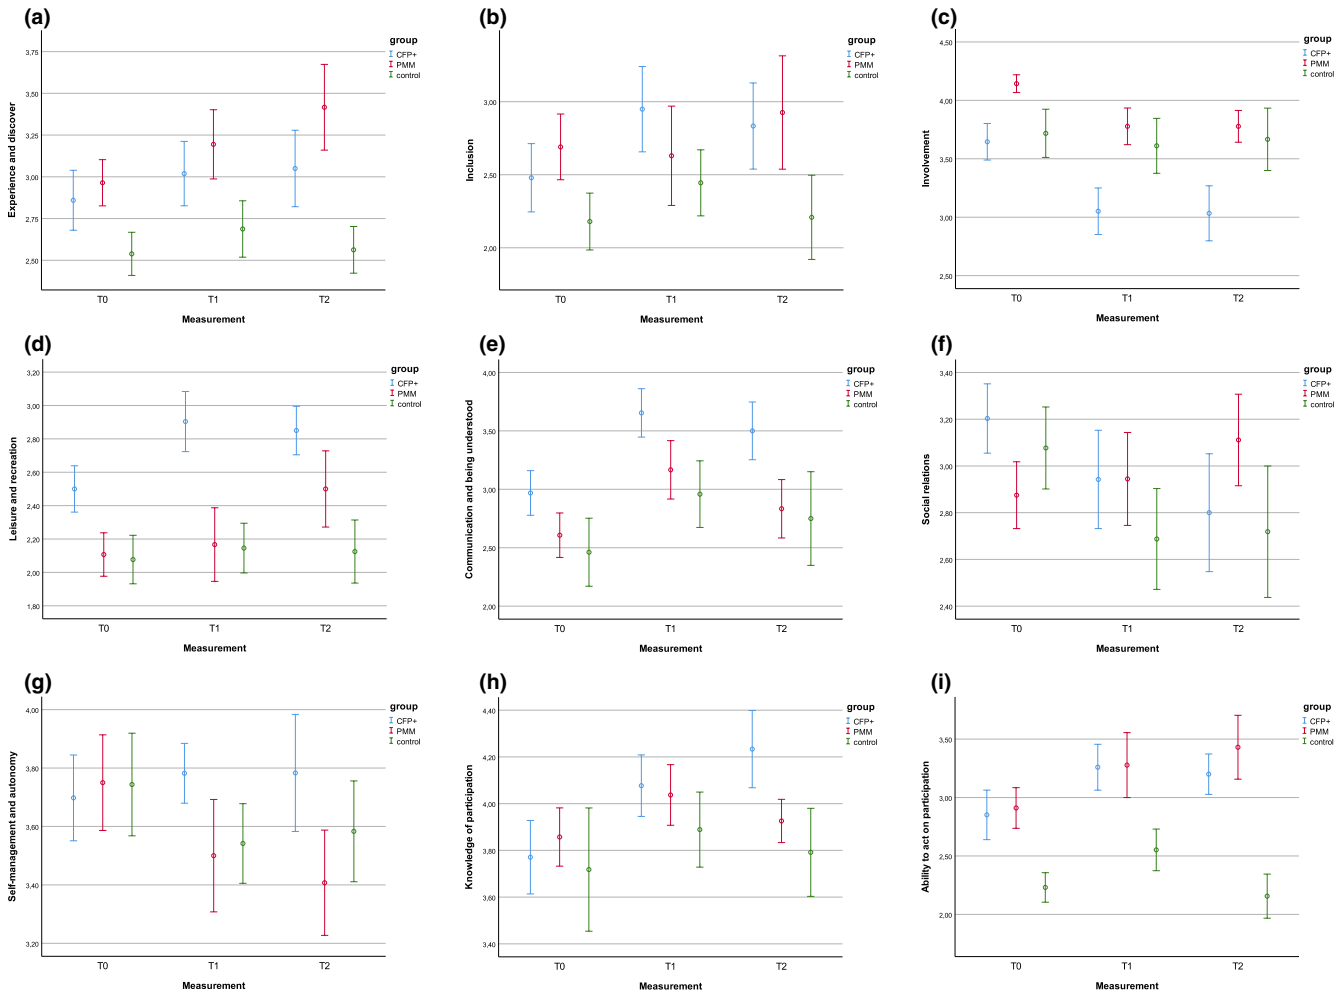 (a)
group
CFP+
PMM
control
Experience and discover
3,75
3,50
3,25
3,00
2,75
2,50
T0 T1 T2
Measurement
(b)
group
CFP+
PMM
control
Inclusion
3,00
2,50
2,00
T0 T1 T2
Measurement
(c)
group
CFP+
PMM
control
Involvement
4,50
4,00
3,50
3,00
2,50
T0 T1 T2
Measurement
(d)
group
CFP+
PMM
control
Leisure and recreation
3,20
3,00
2,80
2,60
2,40
2,20
2,00
1,80
T0 T1 T2
Measurement
(e)
group
CFP+
PMM
control
Communication and being understood
4,00
3,50
3,00
2,50
2,00
T0 T1 T2
Measurement
(f)
group
CFP+
PMM
control
Social relations
3,40
3,20
3,00
2,80
2,60
2,40
T0 T1 T2
Measurement
(g)
group
CFP+
PMM
control
Self-management and autonomy
4,00
3,80
3,60
3,40
3,20
T0 T1 T2
Measurement
(h)
group
CFP+
PMM
control
Knowledge of participation
4,40
4,20
4,00
3,80
3,60
3,40
T0 T1 T2
Measurement
(i)
group
CFP+
PMM
control
Ability to act on participation
3,50
3,00
2,50
2,00
T0 T1 T2
Measurement